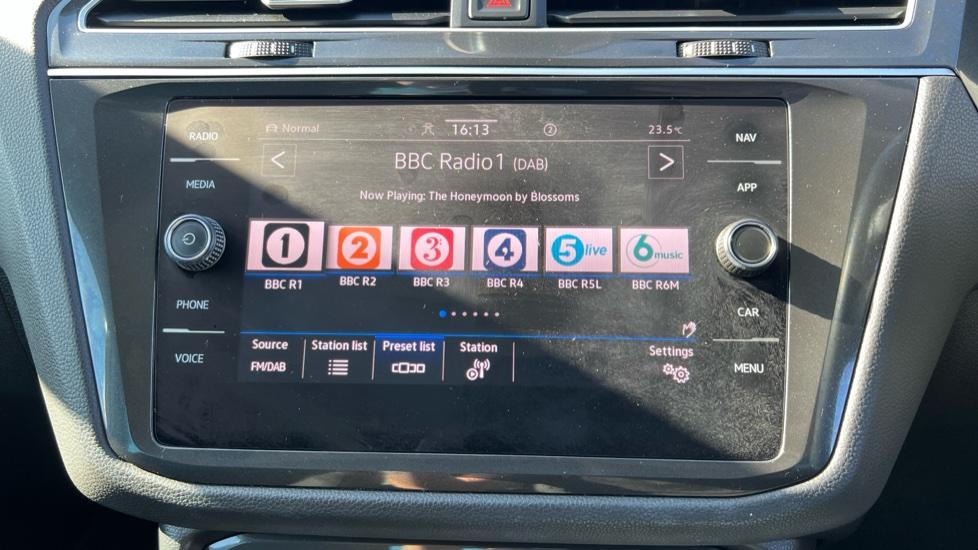 RADIO
MEDIA
PHONE
VOICE
Normal
16:13
2
23.5°C
<
BBC Radio1 (DAB)
>
Now Playing: The Honeymoon by Blossoms
1
2
3
4
5 live
6 music
BBC R1
BBC R2
BBC R3
BBC R4
BBC R5L
BBC R6M
Source
FM/DAB
Station list
Preset list
Station
Settings
NAV
APP
CAR
MENU